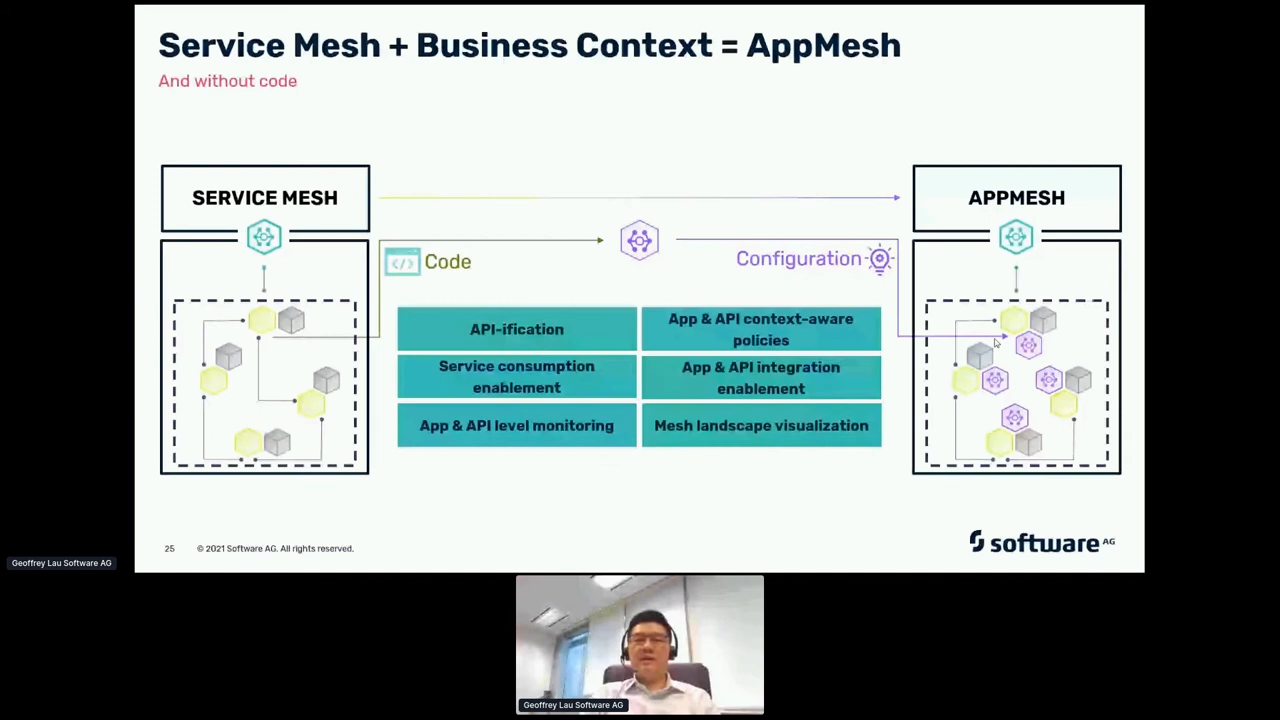 Service Mesh + Business Context = AppMesh
And without code
SERVICE MESH
APPMESH
</> Code
Configuration
API-ification
App & API context-aware
policies
Service consumption
enablement
App & API integration
enablement
App & API level monitoring
Mesh landscape visualization
25
© 2021 Software AG. All rights reserved.
software AG
Geoffrey Lau Software AG
Geoffrey Lau Software AG